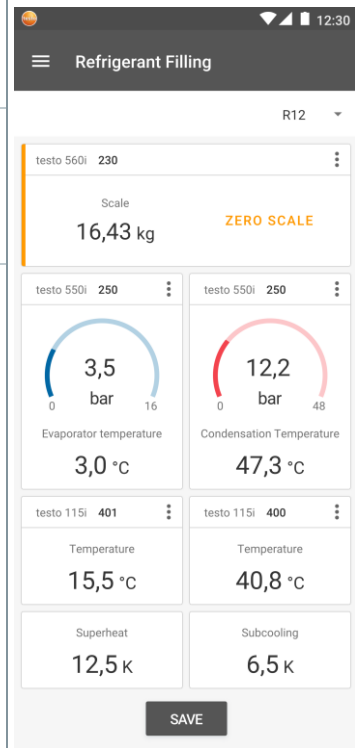 12:30
Refrigerant Filling
R12
testo 560i 230
Scale
16,43 kg
ZERO SCALE
testo 550i 250
3,5
bar
0 16
Evaporator temperature
3,0 °C
testo 550i 250
12,2
bar
0 48
Condensation Temperature
47,3 °C
testo 115i 401
Temperature
15,5 °C
testo 115i 400
Temperature
40,8 °C
Superheat
12,5 K
Subcooling
6,5 K
SAVE